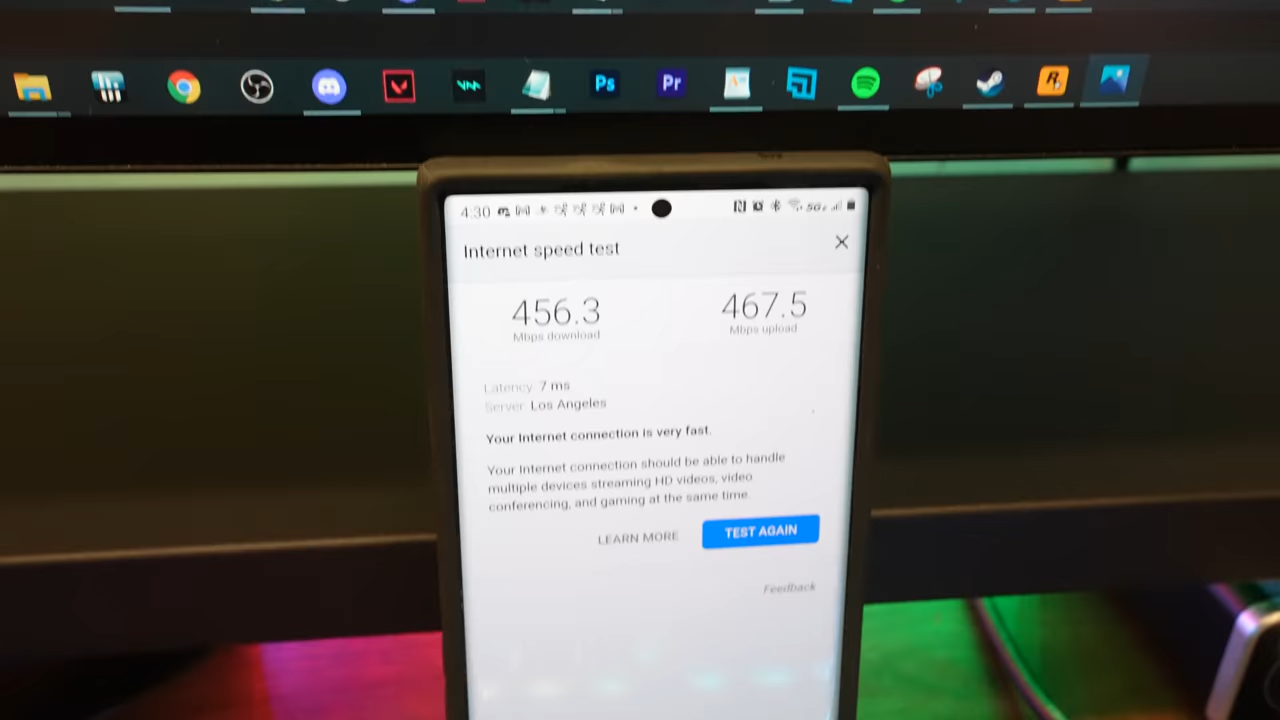 Ps
Pr
4:30
5G
Internet speed test
456.3
Mbps download
467.5
Mbps upload
Latency 7 ms
Server Los Angeles
Your Internet connection is very fast.
Your Internet connection should be able to handle
multiple devices streaming HD videos, video
conferencing, and gaming at the same time.
LEARN MORE
TEST AGAIN
Feedback